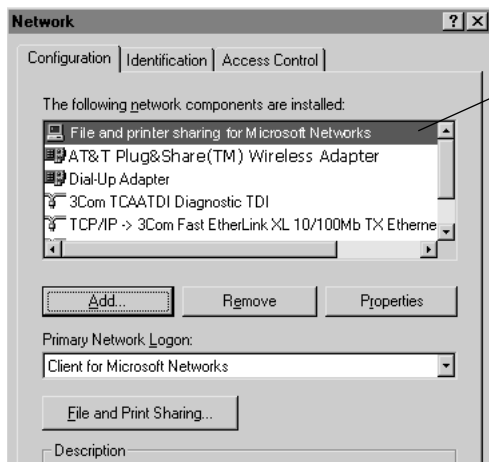 Network
Configuration Identification Access Control
The following network components are installed:
File and printer sharing for Microsoft Networks
AT&T Plug&Share(TM) Wireless Adapter
Dial-Up Adapter
3Com TCAATDI Diagnostic TDI
TCP/IP -> 3Com Fast EtherLink XL 10/100Mb TX Etherne
Add... Remove Properties
Primary Network Logon:
Client for Microsoft Networks
File and Print Sharing...
Description